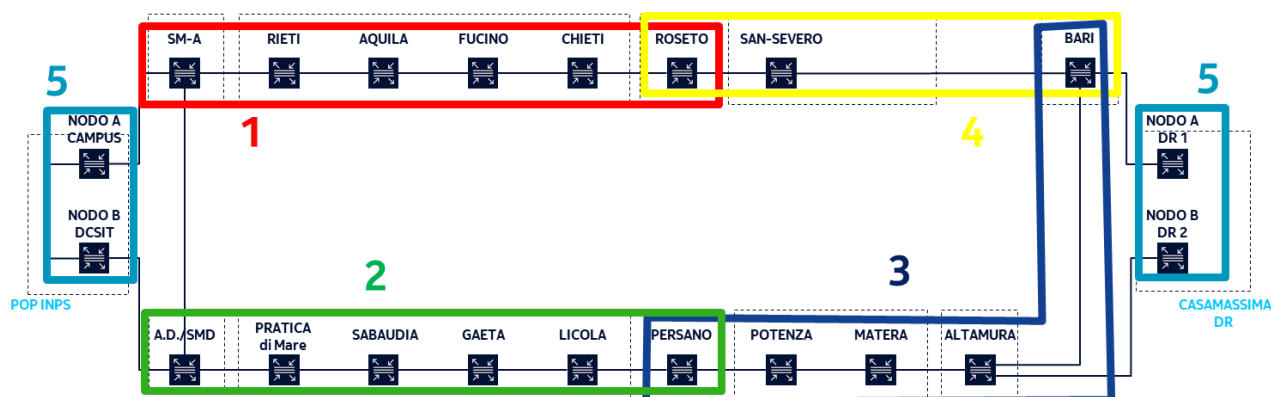 SM-A
RIETI
AQUILA
FUCINO
CHIETI
ROSETO
SAN-SEVERO
BARI
5
1
4
5
NODO A
CAMPUS
NODO B
DCSIT
POP INPS
NODO A
DR 1
NODO B
DR 2
CASAMASSIMA
DR
2
3
A.D./SMD
PRATICA
di Mare
SABAUDIA
GAETA
LICOLA
PERSANO
POTENZA
MATERA
ALTAMURA